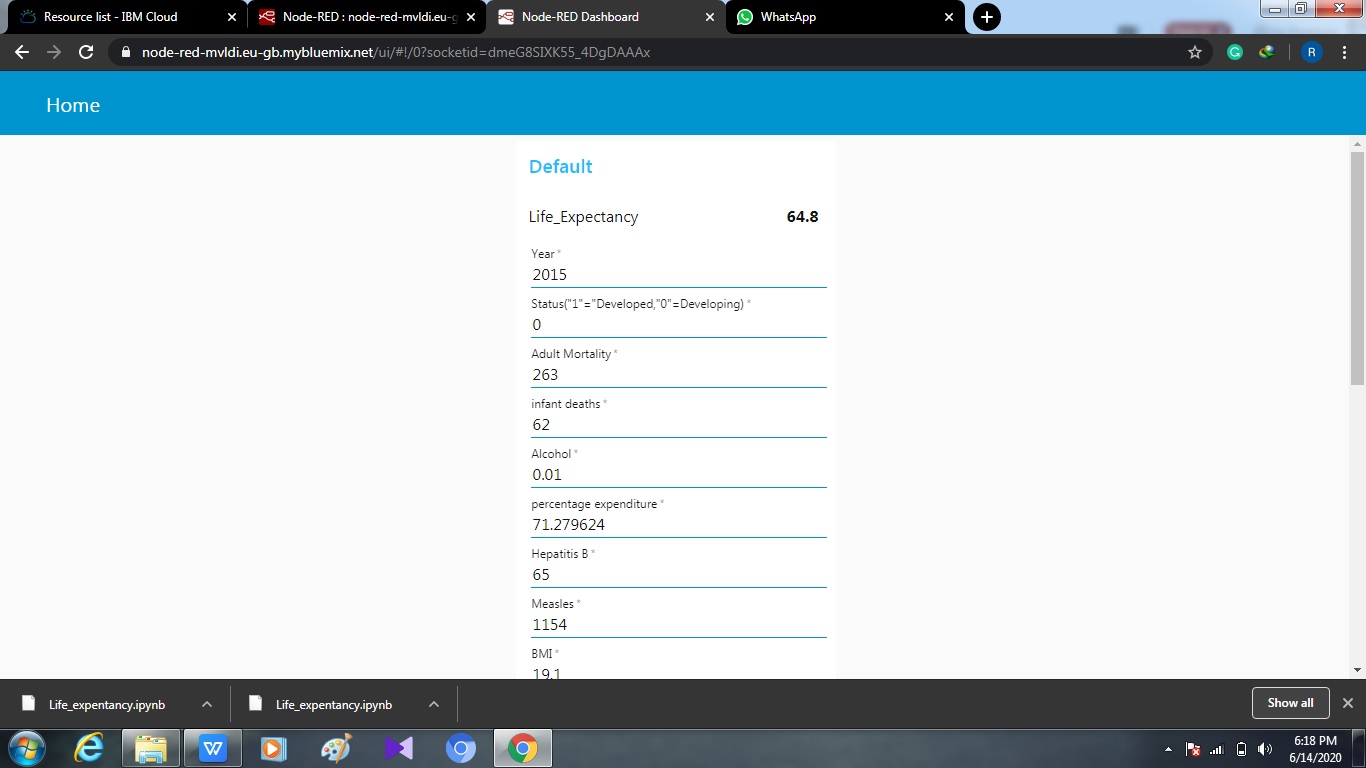 Resource list - IBM Cloud
Node-RED : node-red-mvldi.eu-g
Node-RED Dashboard
WhatsApp
node-red-mvldi.eu-gb.mybluemix.net/ui/#!/0?socketid=dmeG8SIXK55_4DgDAAAx
R
Home
Default
Life_Expectancy 64.8
Year *
2015
Status("1"="Developed,"0"=Developing) *
0
Adult Mortality *
263
infant deaths *
62
Alcohol *
0.01
percentage expenditure *
71.279624
Hepatitis B *
65
Measles *
1154
BMI *
19.1
Life_expentancy.ipynb
Life_expentancy.ipynb
Show all
W
6:18 PM
6/14/2020